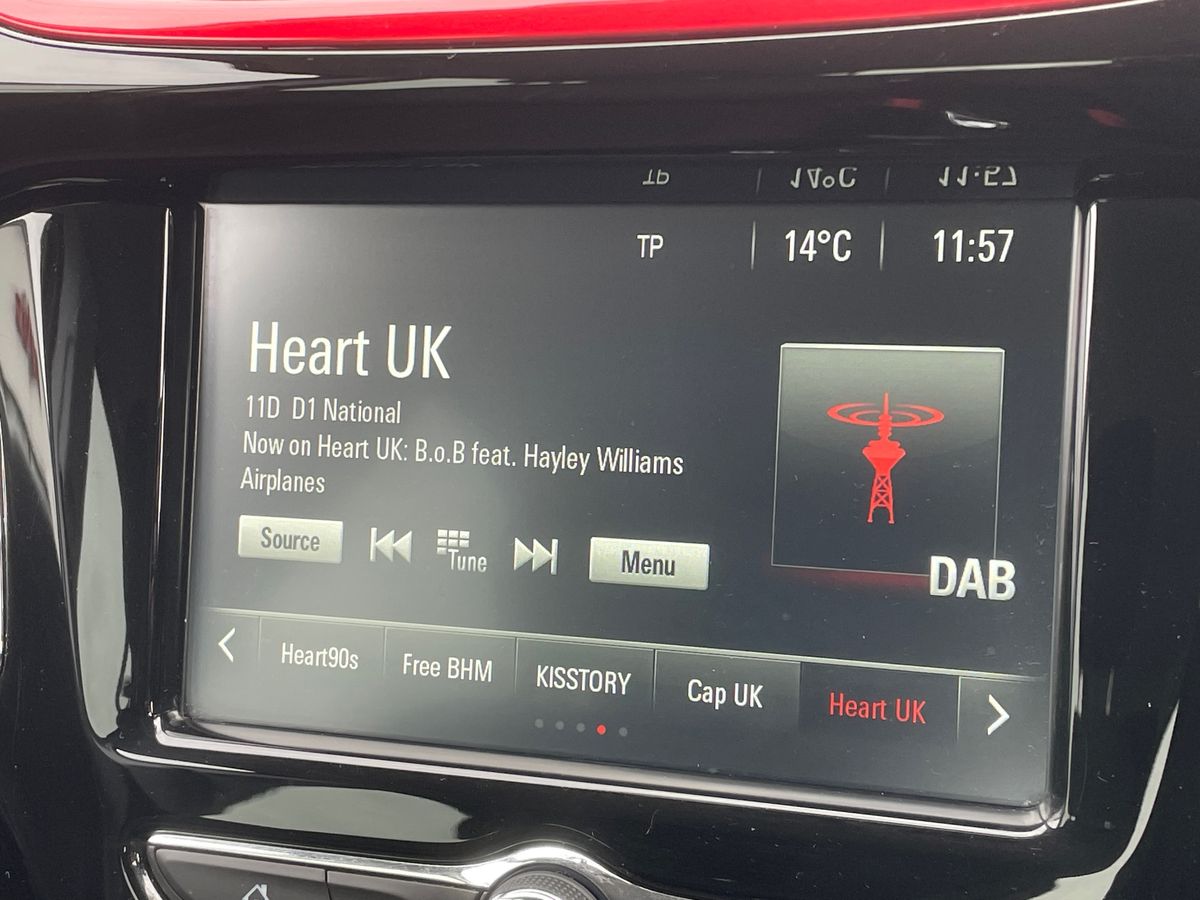 TP 14°C 11:57
Heart UK
11D D1 National
Now on Heart UK: B.o.B feat. Hayley Williams
Airplanes
Source Tune Menu
DAB
Heart90s Free BHM KISSTORY Cap UK Heart UK